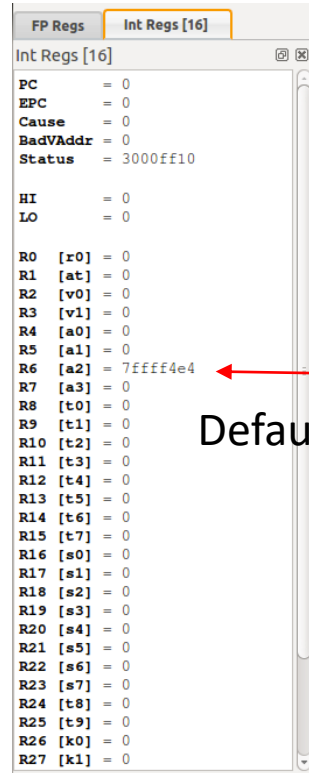 FP Regs Int Regs [16]
Int Regs [16]
PC = 0
EPC = 0
Cause = 0
BadVAddr = 0
Status = 3000ff10
HI = 0
LO = 0
R0 [r0] = 0
R1 [at] = 0
R2 [v0] = 0
R3 [v1] = 0
R4 [a0] = 0
R5 [a1] = 0
R6 [a2] = 7ffff4e4
R7 [a3] = 0
R8 [t0] = 0
R9 [t1] = 0
Defau
R10 [t2] = 0
R11 [t3] = 0
R12 [t4] = 0
R13 [t5] = 0
R14 [t6] = 0
R15 [t7] = 0
R16 [s0] = 0
R17 [s1] = 0
R18 [s2] = 0
R19 [s3] = 0
R20 [s4] = 0
R21 [s5] = 0
R22 [s6] = 0
R23 [s7] = 0
R24 [t8] = 0
R25 [t9] = 0
R26 [k0] = 0
R27 [k1] = 0